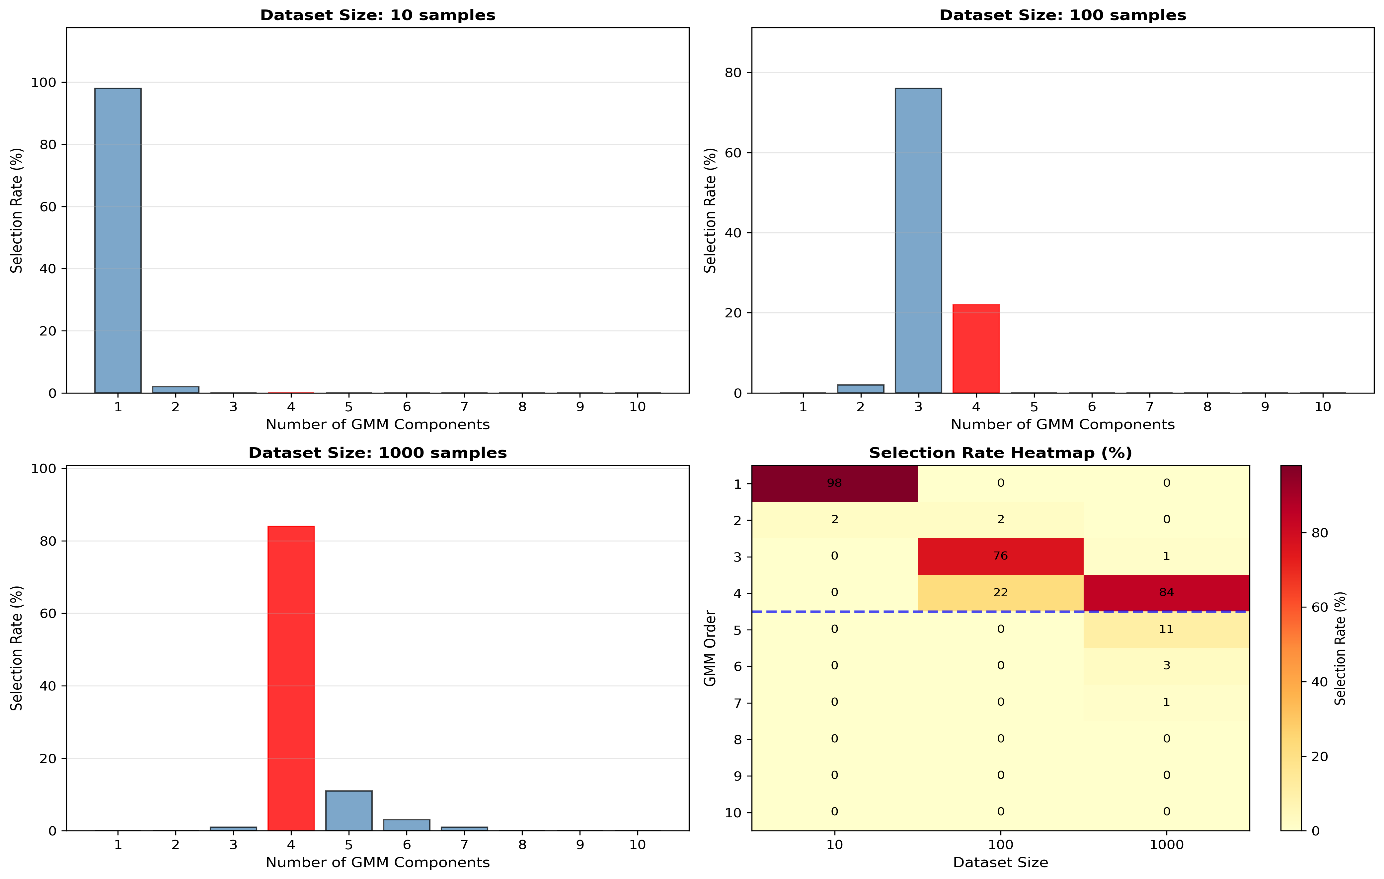 Dataset Size: 10 samples
Selection Rate (%)
100
80
60
40
20
0
1 2 3 4 5 6 7 8 9 10
Number of GMM Components
Dataset Size: 100 samples
Selection Rate (%)
80
60
40
20
0
1 2 3 4 5 6 7 8 9 10
Number of GMM Components
Dataset Size: 1000 samples
Selection Rate (%)
100
80
60
40
20
0
1 2 3 4 5 6 7 8 9 10
Number of GMM Components
Selection Rate Heatmap (%)
GMM Order
1 98 0 0
2 2 2 0
3 0 76 1
4 0 22 84
5 0 0 11
6 0 0 3
7 0 0 1
8 0 0 0
9 0 0 0
10 0 0 0
10 100 1000
Dataset Size
80
60
40
20
0
Selection Rate (%)